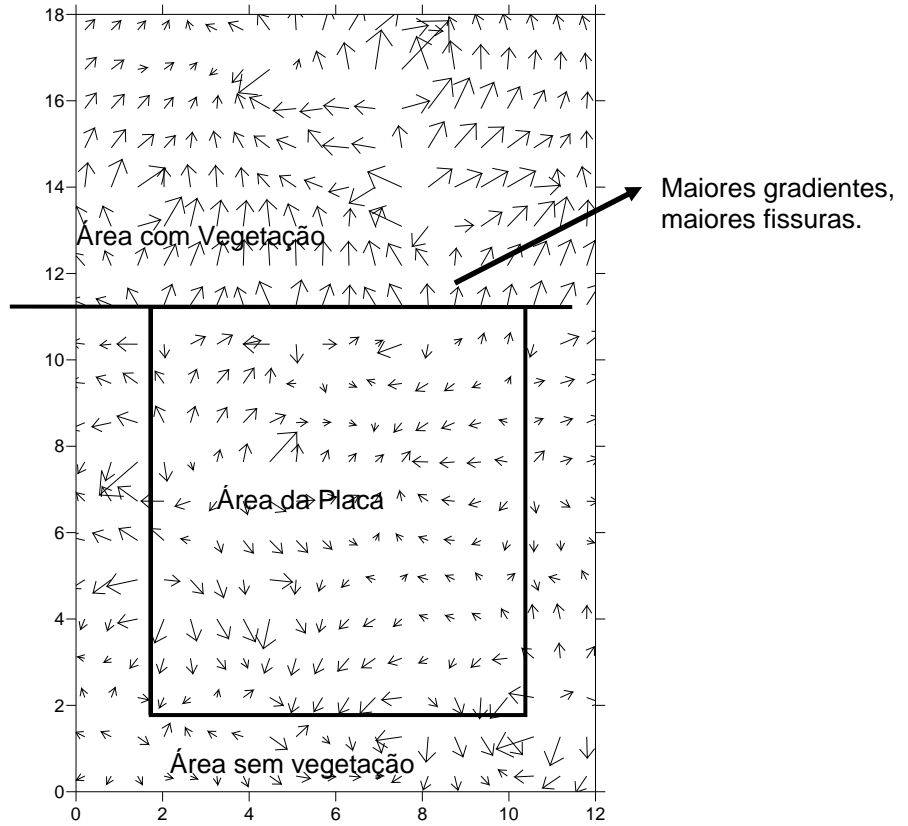 18
16
14
12
10
8
6
4
2
0
0 2 4 6 8 10 12
Área com Vegetação
Maiores gradientes,
maiores fissuras.
Área da Placa
Área sem vegetação